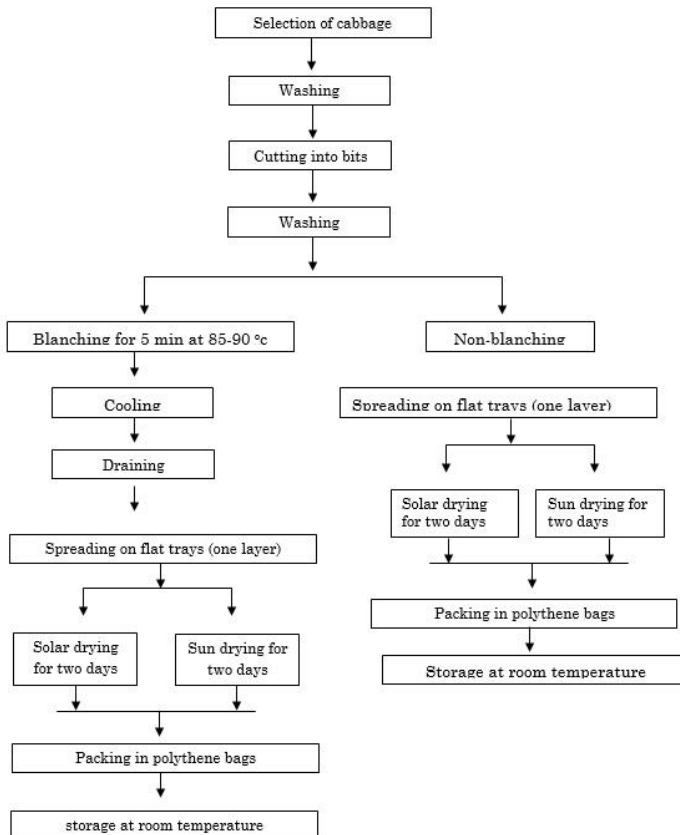 Selection of cabbage
Washing
Cutting into bits
Washing
Blanching for 5 min at 85-90 °c
Cooling
Draining
Spreading on flat trays (one layer)
Solar drying
for two days
Sun drying for
two days
Packing in polythene bags
storage at room temperature
Non-blanching
Spreading on flat trays (one layer)
Solar drying
for two days
Sun drying for
two days
Packing in polythene bags
Storage at room temperature